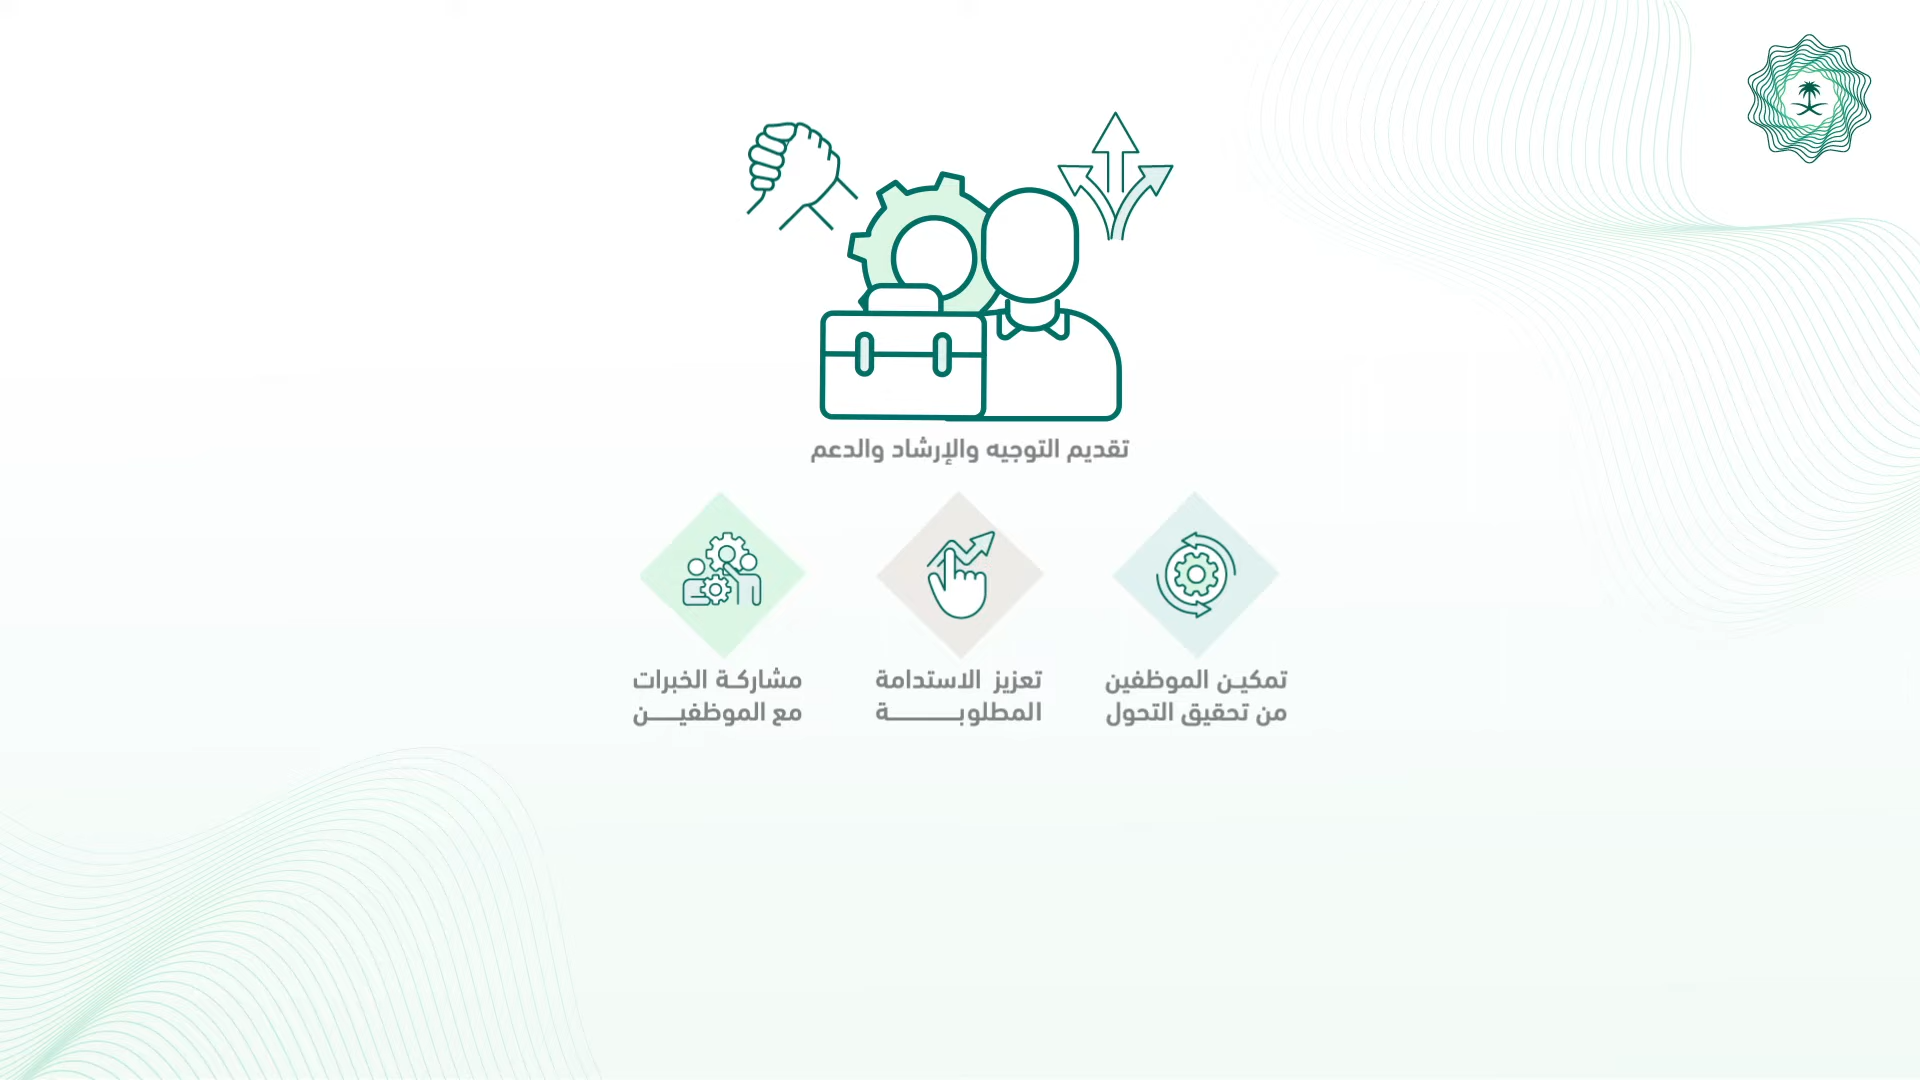 تقديم التوجيه والإرشاد والدعم
تمكين الموظفين
من تحقيق التحول
تعزيز الاستدامة
المطلوبة
مشاركة الخبرات
مع الموظفين